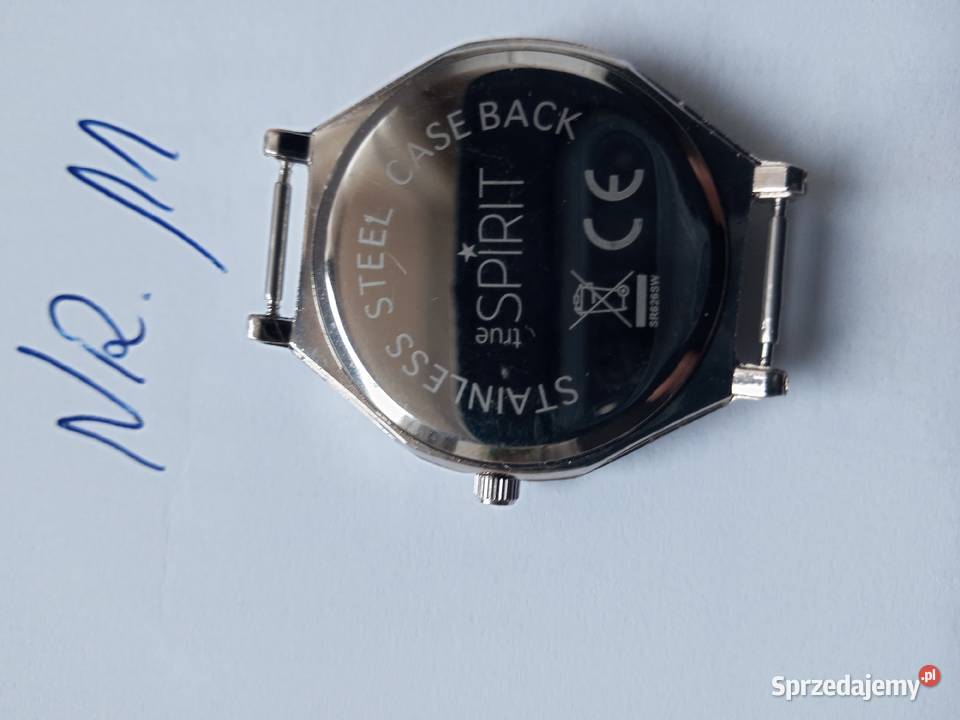 NR. 11
STAINLESS STEEL CASE BACK
true SPIRIT
CE
SR626SW
Sprzedajemy.pl